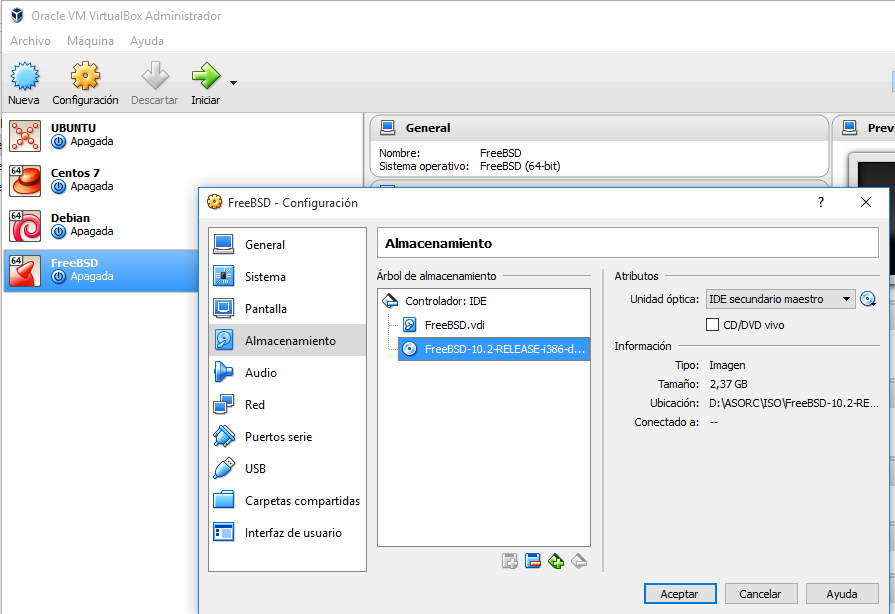 Oracle VM VirtualBox Administrador
Archivo Máquina Ayuda
Nueva Configuración Descartar Iniciar
UBUNTU
Apagada
64
Centos 7
Apagada
64
Debian
Apagada
64
FreeBSD
Apagada
General
Nombre: FreeBSD
Sistema operativo: FreeBSD (64-bit)
Previ
FreeBSD - Configuración ?
General
Sistema
Pantalla
Almacenamiento
Audio
Red
Puertos serie
USB
Carpetas compartidas
Interfaz de usuario
Almacenamiento
Árbol de almacenamiento
Controlador: IDE
FreeBSD.vdi
FreeBSD-10.2-RELEASE-i386-d...
Atributos
Unidad óptica: IDE secundario maestro
CD/DVD vivo
Información
Tipo: Imagen
Tamaño: 2,37 GB
Ubicación: D:\ASORC\ISO\FreeBSD-10.2-RE...
Conectado a: --
Aceptar Cancelar Ayuda